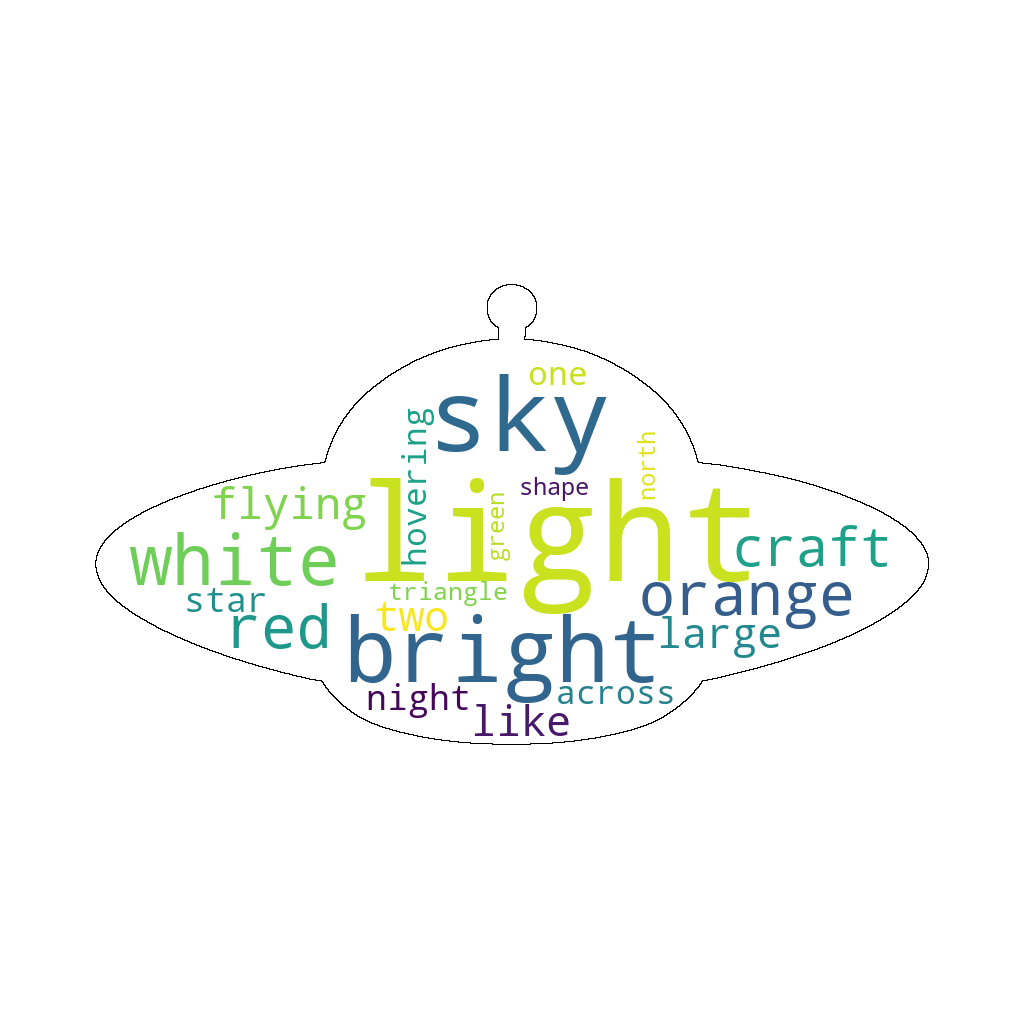 one
sky
hovering
north
shape
flying
light
green
white
craft
triangle
orange
star
two
red
bright
large
night
across
like